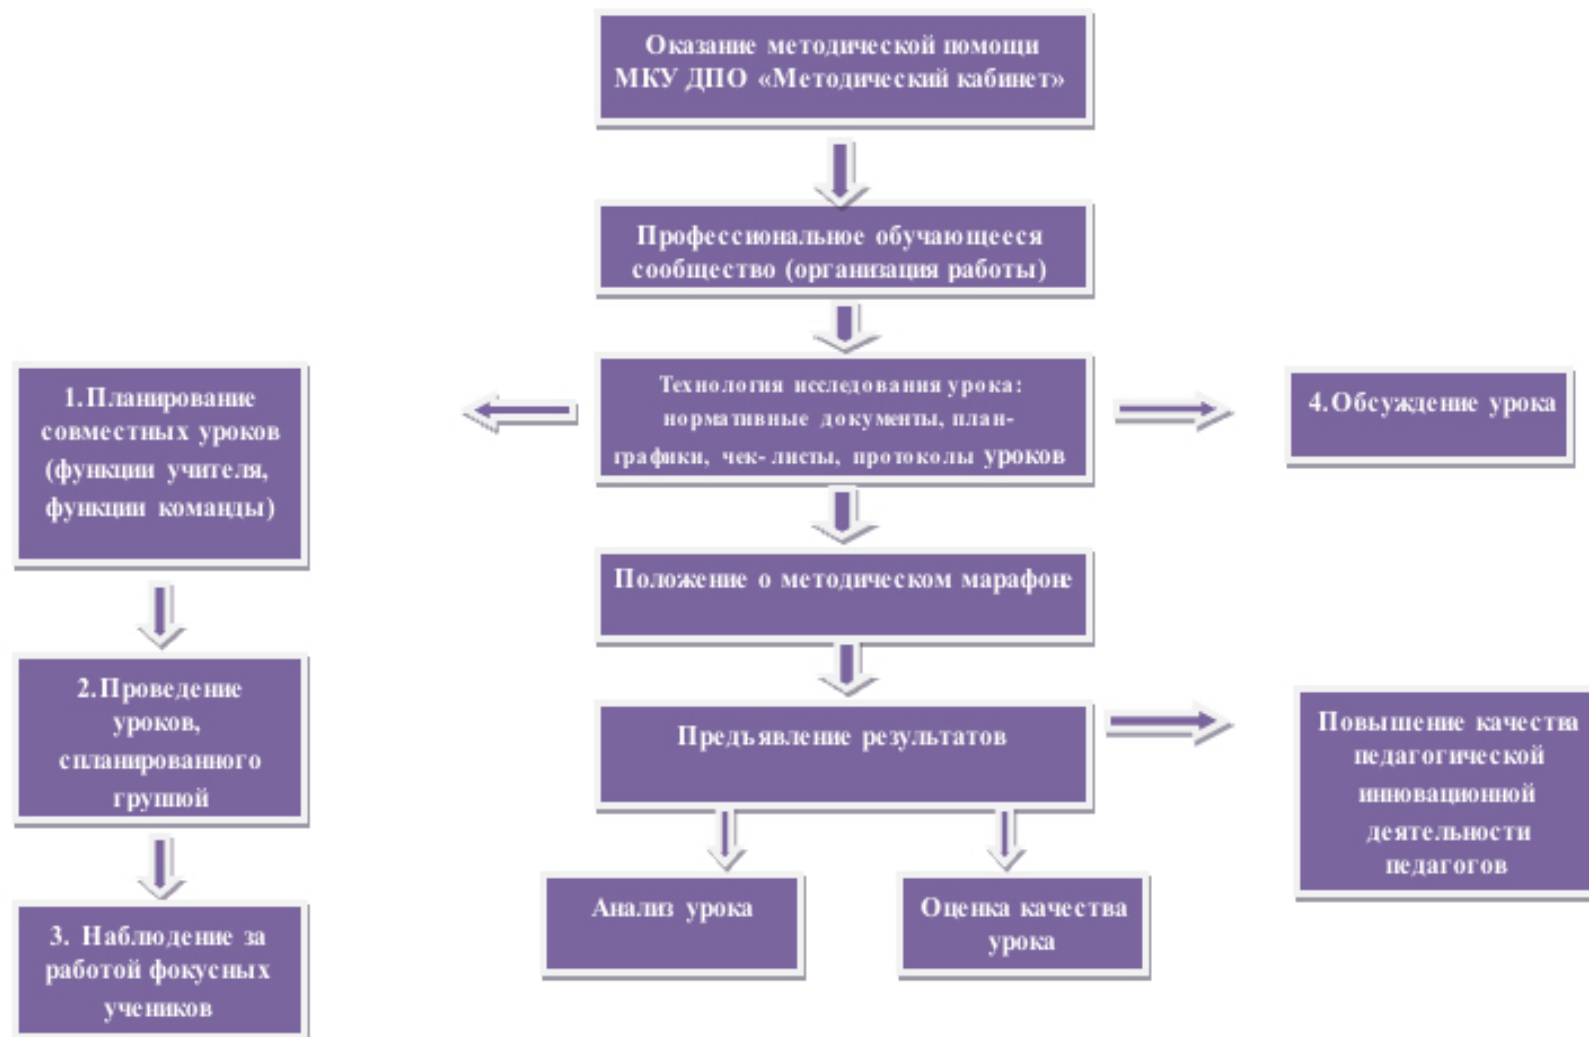 Оказание методической помощи
МКУ ДПО «Методический кабинет»
Профессиональное обучающееся
сообщество (организация работы)
Технология исследования урока:
нормативные документы, план-
графики, чек- листы, протоколы уроков
1.Планирование
совместных уроков
(функции учителя,
функции команды)
4.Обсуждение урока
Положение о методическом марафоне
2.Проведение
уроков,
спланированного
группой
Предъявление результатов
Повышение качества
педагогической
инновационной
деятельности
педагогов
Анализ урока
Оценка качества
урока
3. Наблюдение за
работой фокусных
учеников